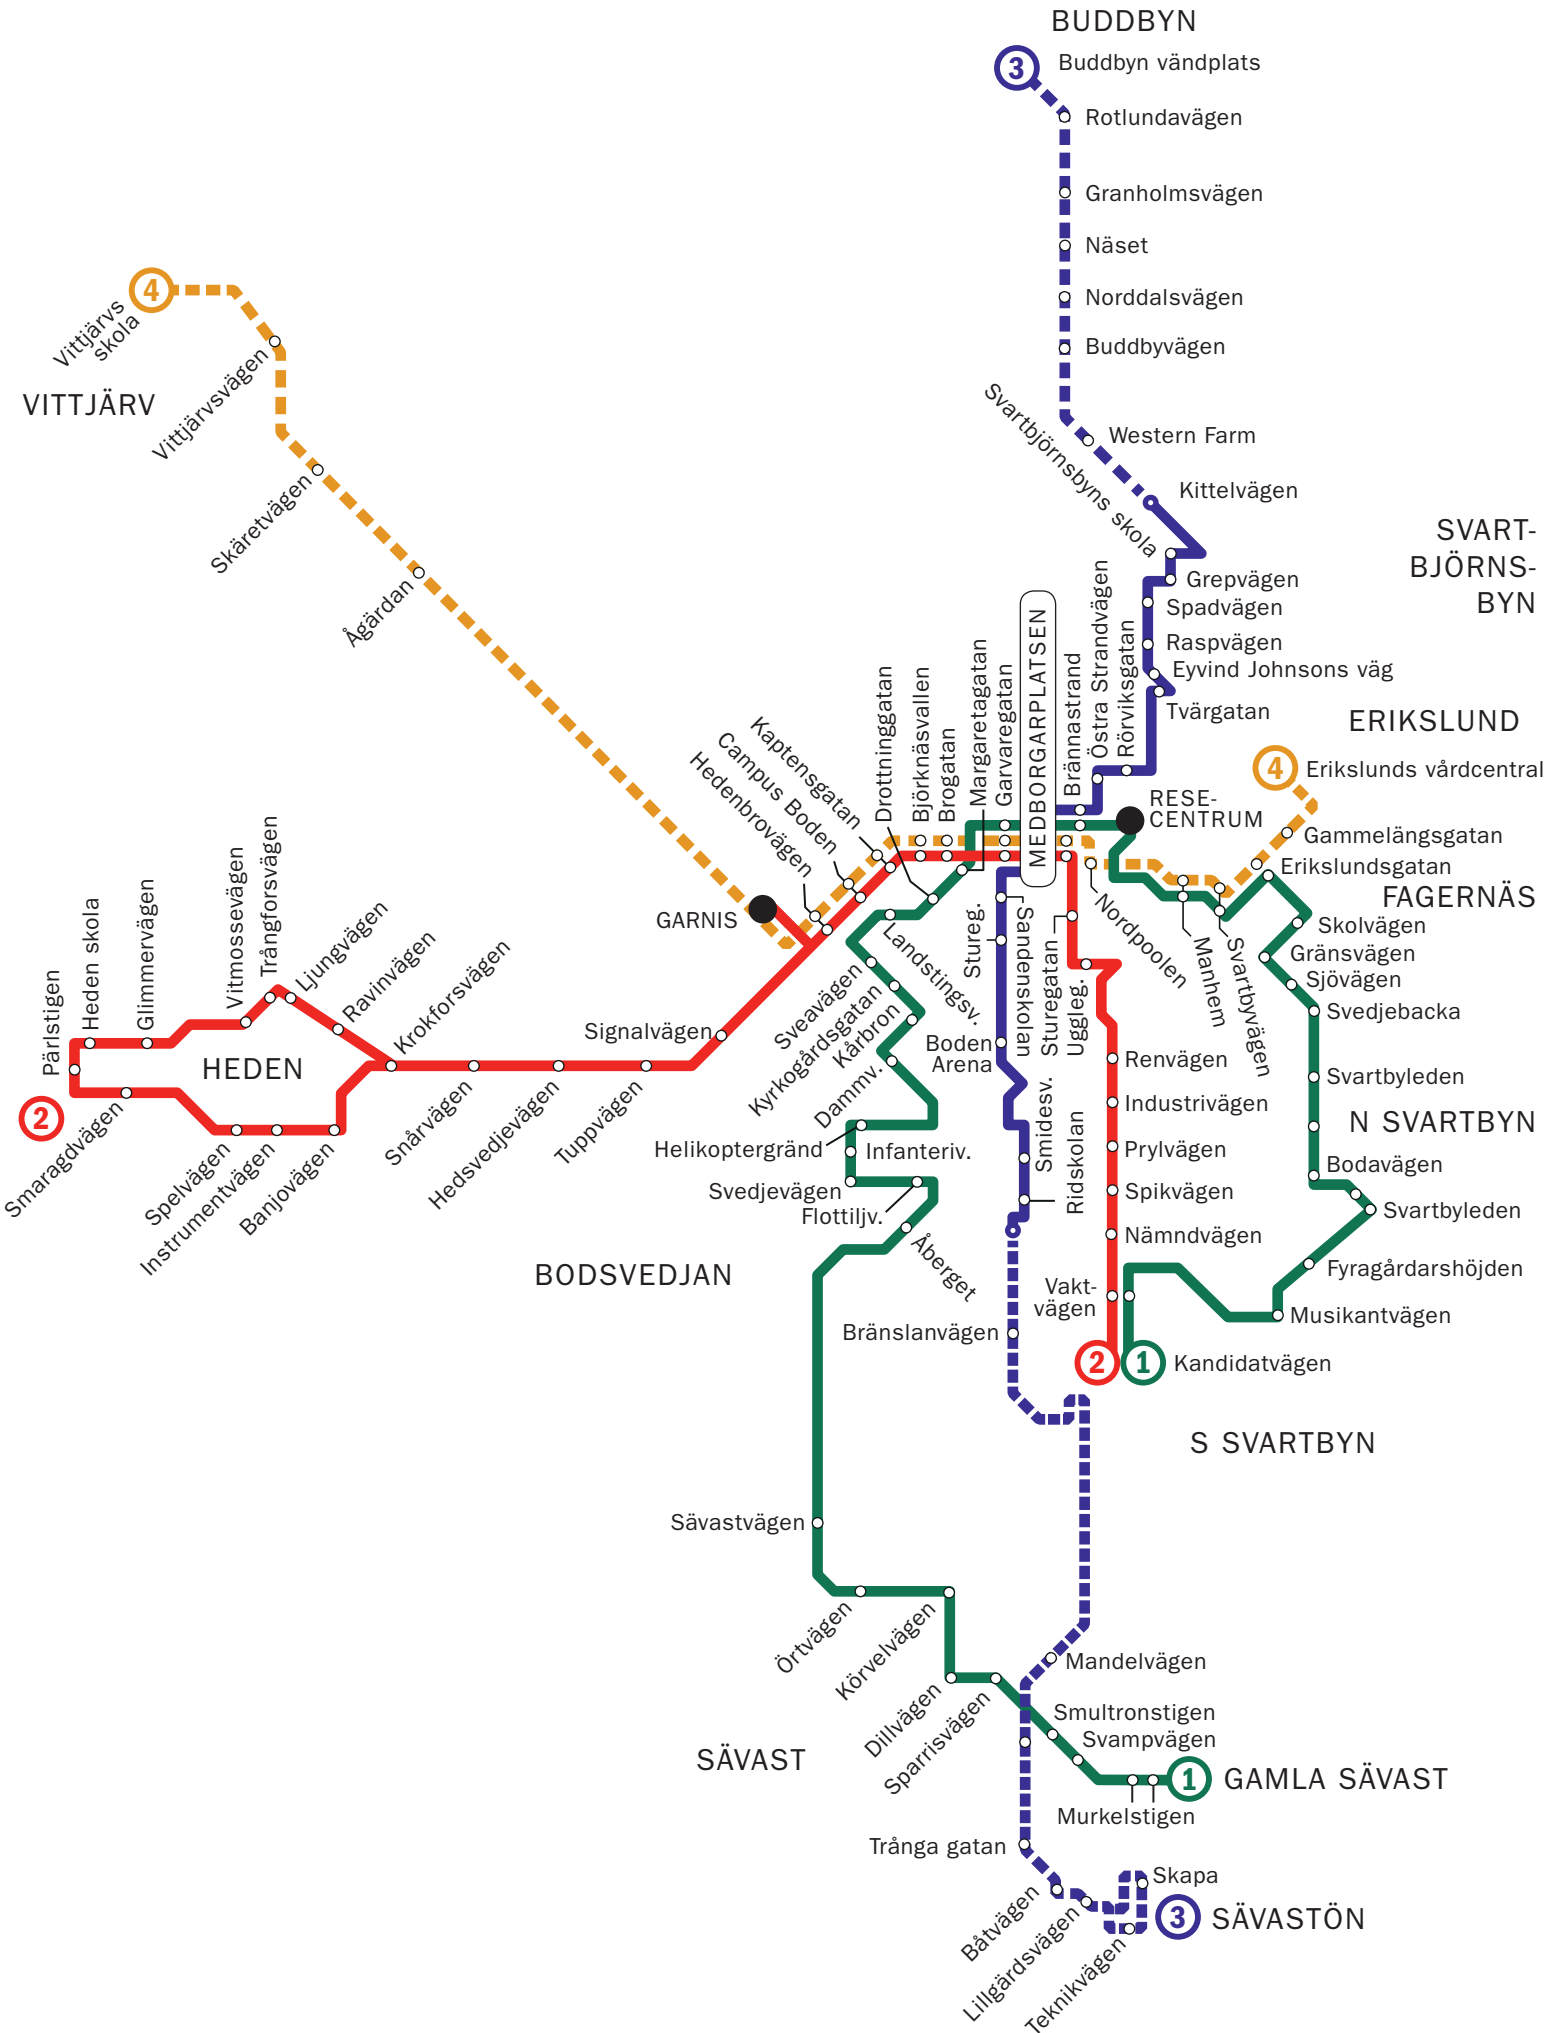 BUDDBYN
3
Buddbyn vändplats
Rotlundavägen
Granholmsvägen
Näset
Norddalsvägen
Buddbyvägen
Western Farm
Kittelvägen
Svartbjörnsbyns skola
SVART-
BJÖRNS-
BYN
Grepvägen
Spadvägen
Raspvägen
Eyvind Johnsons väg
Tvärgatan
4
Vittjärvs
skola
VITTJÄRV
Vittjärvsvägen
Skäretvägen
Ågärdan
ERIKSLUND
4
Erikslunds vårdcentral
Gammelängsgatan
Erikslundsgatan
FAGERNÄS
Skolvägen
Gränsvägen
Sjövägen
Svedjebacka
Svartbyleden
N SVARTBYN
Bodavägen
Svartbyleden
Fyragårdarshöjden
Musikantvägen
RESE-
CENTRUM
MEDBORGARPLATSEN
Brännastrand
Östra Strandvägen
Rörviksgatan
Garvaregatan
Margaretagatan
Brogatan
Björknäsvallen
Drottninggatan
Kaptensgatan
Campus Boden
Hedenbrovägen
GARNIS
Nordpoolen
Manhem
Svartbyvägen
Landstingsv.
Sveavägen
Kyrkogårdsgatan
Kårbron
Dammv.
Helikoptergränd
Infanteriv.
Svedjevägen
Flottiljv.
Åberget
BODSVEDJAN
Stureg.
Sandenskolan
Boden
Arena
Smidesv.
Ridskolan
Bränslanvägen
Sturegatan
Uggleg.
Renvägen
Industrivägen
Prylvägen
Spikvägen
Nämndvägen
Vakt-
vägen
2
1
Kandidatvägen
S SVARTBYN
Signalvägen
Tuppvägen
Hedsvedjevägen
Snårvägen
Krokforsvägen
Ravinvägen
Ljungvägen
Trångforsvägen
Vitmossevägen
Glimmervägen
Heden skola
Pärlstigen
HEDEN
2
Smaragdvägen
Spelvägen
Instrumentvägen
Banjovägen
Sävastvägen
Örtvägen
Körvelvägen
Dillvägen
Sparrisvägen
SÄVAST
Mandelvägen
Smultronstigen
Svampvägen
1
GAMLA SÄVAST
Murkelstigen
Trånga gatan
Båtvägen
Lillgärdsvägen
Teknikvägen
Skapa
3
SÄVASTÖN